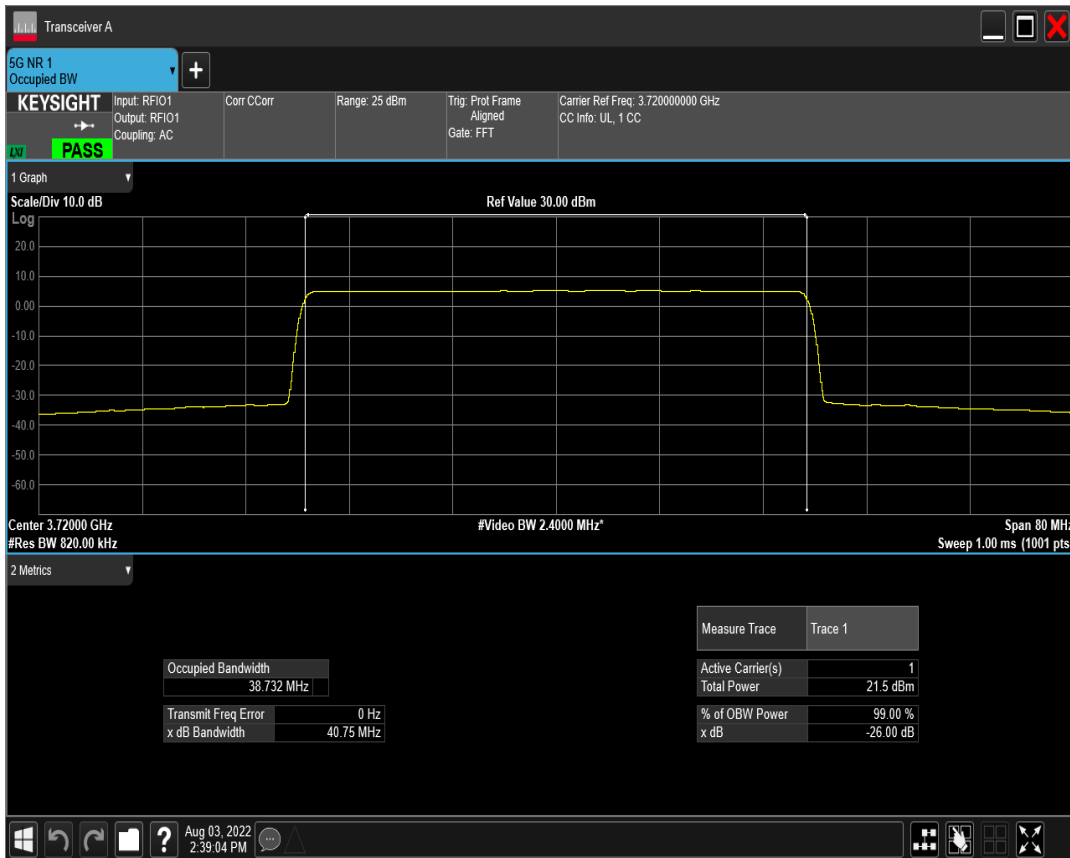 Transceiver A
5G NR 1
Occupied BW
KEYSIGHT
LXI
PASS
Input: RFIO1
Output: RFIO1
Coupling: AC
Corr CCorr
Range: 25 dBm
Trig: Prot Frame
Aligned
Gate: FFT
Carrier Ref Freq: 3.720000000 GHz
CC Info: UL, 1 CC
1 Graph
Scale/Div 10.0 dB
Ref Value 30.00 dBm
Log
20.0
10.0
0.00
-10.0
-20.0
-30.0
-40.0
-50.0
-60.0
Center 3.72000 GHz
#Video BW 2.4000 MHz*
Span 80 MHz
#Res BW 820.00 kHz
Sweep 1.00 ms (1001 pts
2 Metrics
Measure Trace Trace 1
Occupied Bandwidth
38.732 MHz
Active Carrier(s) 1
Total Power 21.5 dBm
Transmit Freq Error 0 Hz
x dB Bandwidth 40.75 MHz
% of OBW Power 99.00 %
x dB -26.00 dB
?
Aug 03, 2022
2:39:04 PM